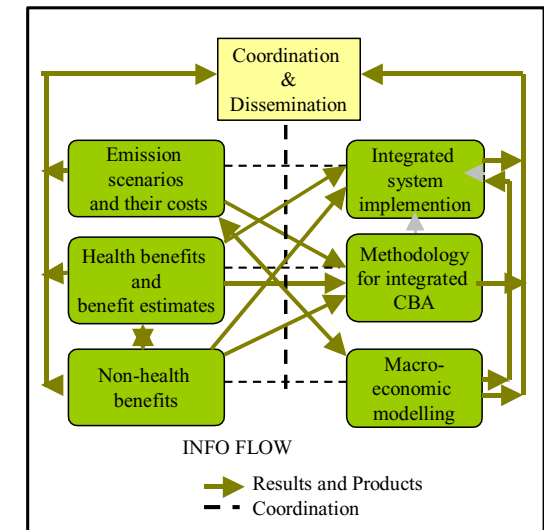 Coordination
&
Dissemination
Emission
scenarios
and their costs
Integrated
system
implemention
Health benefits
and
benefit estimates
Methodology
for integrated
CBA
Non-health
benefits
Macro-
economic
modelling
INFO FLOW
Results and Products
Coordination